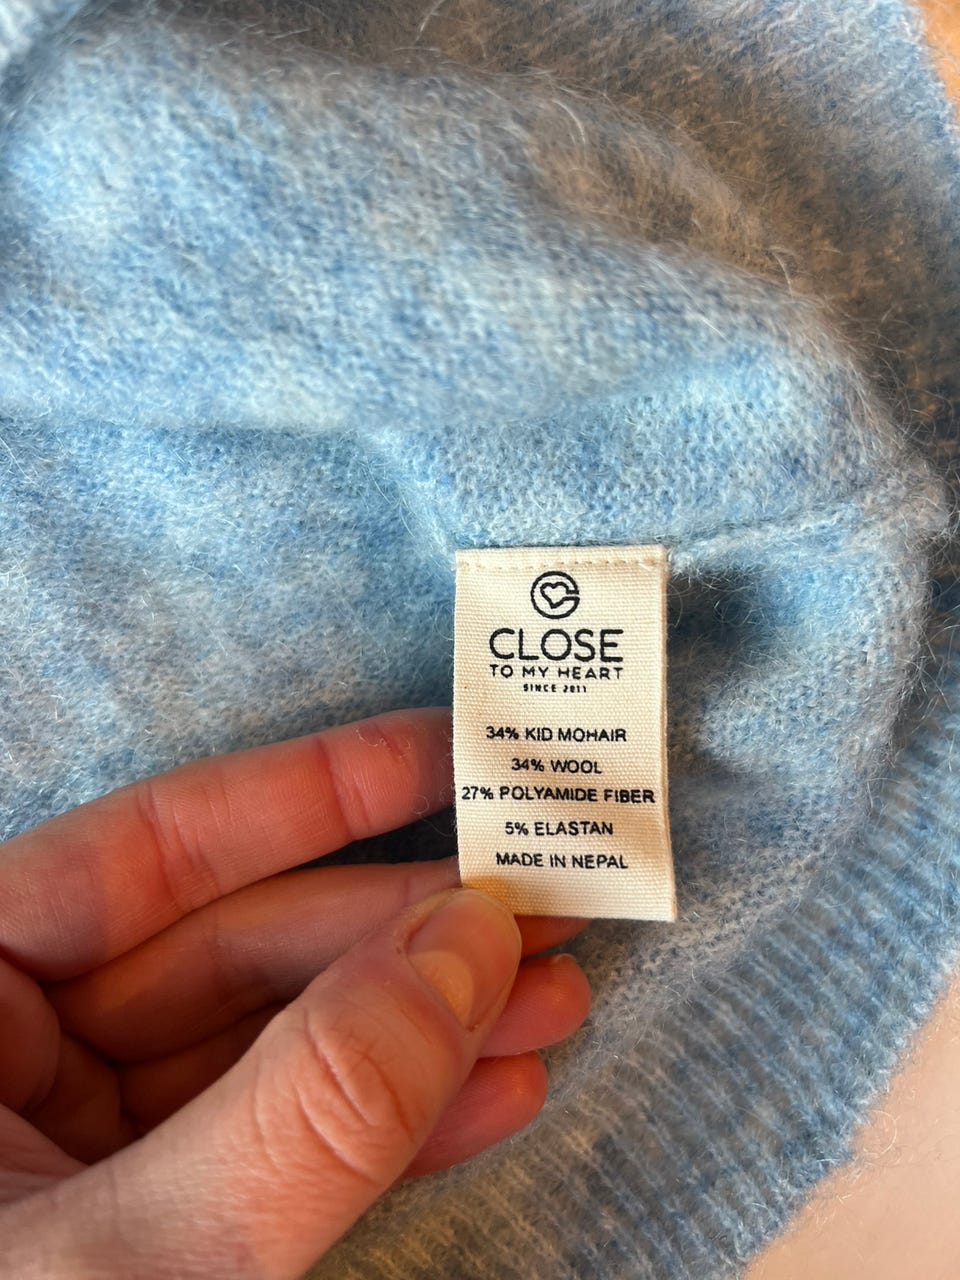 CLOSE
TO MY HEART
SINCE 2011
34% KID MOHAIR
34% WOOL
27% POLYAMIDE FIBER
5% ELASTAN
MADE IN NEPAL